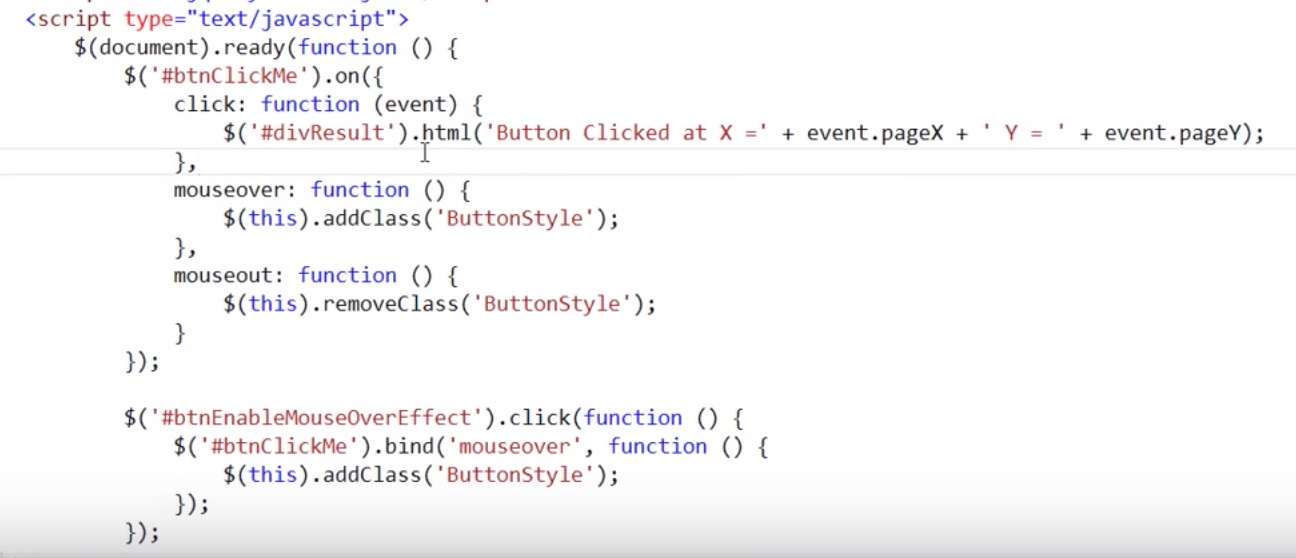 <script type="text/javascript">
    $(document).ready(function () {
        $('#btnClickMe').on({
            click: function (event) {
                $('#divResult').html('Button Clicked at X =' + event.pageX + ' Y = ' + event.pageY);
            },
            mouseover: function () {
                $(this).addClass('ButtonStyle');
            },
            mouseout: function () {
                $(this).removeClass('ButtonStyle');
            }
        });

        $('#btnEnableMouseOverEffect').click(function () {
            $('#btnClickMe').bind('mouseover', function () {
                $(this).addClass('ButtonStyle');
            });
        });